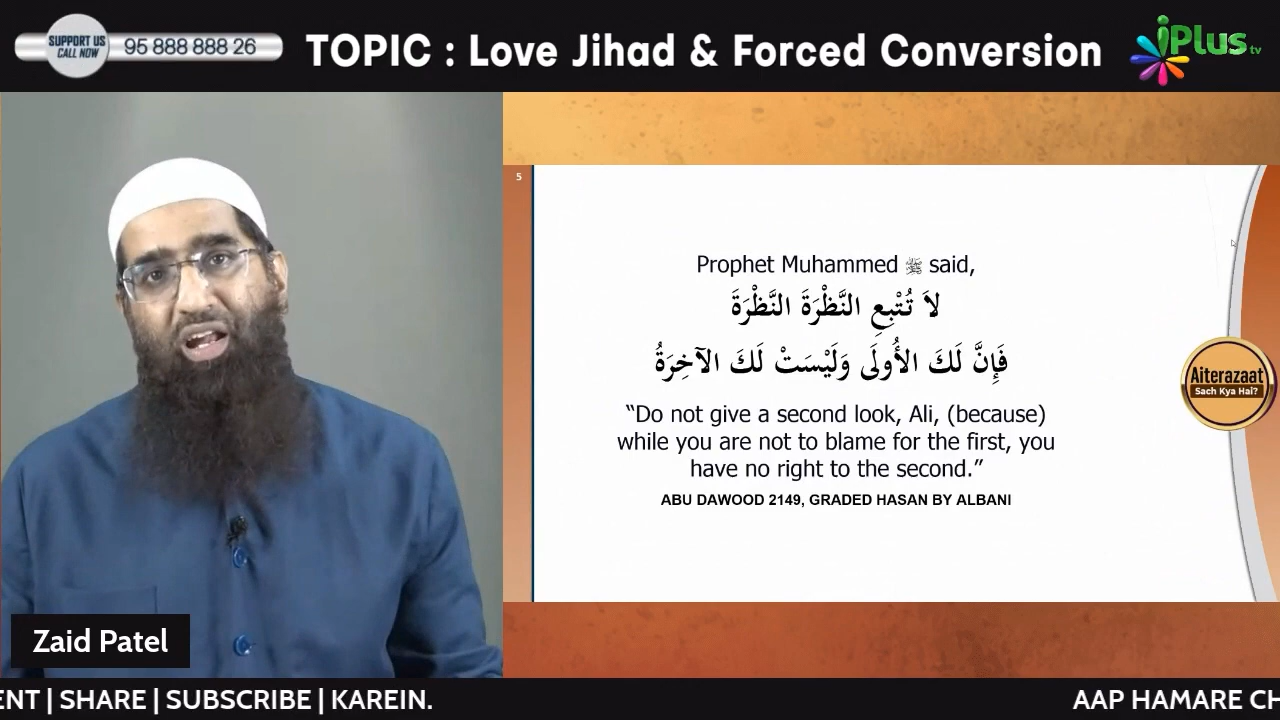 SUPPORT US
CALL NOW
95 888 888 26
TOPIC : Love Jihad & Forced Conversion
iPlus tv
5
Prophet Muhammed ﷺ said,
لاَ تُتْبِعِ النَّظْرَةَ النَّظْرَةَ
فَإِنَّ لَكَ الأُولَى وَلَيْسَتْ لَكَ الآخِرَةُ
“Do not give a second look, Ali, (because)
while you are not to blame for the first, you
have no right to the second.”
ABU DAWOOD 2149, GRADED HASAN BY ALBANI
Aiterazaat
Sach Kya Hai?
Zaid Patel
ENT | SHARE | SUBSCRIBE | KAREIN.
AAP HAMARE CH